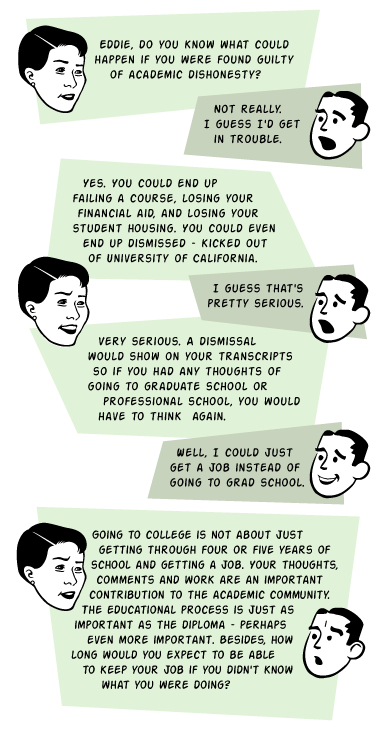 EDDIE, DO YOU KNOW WHAT COULD
HAPPEN IF YOU WERE FOUND GUILTY
OF ACADEMIC DISHONESTY?
NOT REALLY.
I GUESS I'D GET
IN TROUBLE.
YES. YOU COULD END UP
FAILING A COURSE, LOSING YOUR
FINANCIAL AID, AND LOSING YOUR
STUDENT HOUSING. YOU COULD EVEN
END UP DISMISSED - KICKED OUT
OF UNIVERSITY OF CALIFORNIA.
I GUESS THAT'S
PRETTY SERIOUS.
VERY SERIOUS. A DISMISSAL
WOULD SHOW ON YOUR TRANSCRIPTS
SO IF YOU HAD ANY THOUGHTS OF
GOING TO GRADUATE SCHOOL OR
PROFESSIONAL SCHOOL, YOU WOULD
HAVE TO THINK AGAIN.
WELL, I COULD JUST
GET A JOB INSTEAD OF
GOING TO GRAD SCHOOL.
GOING TO COLLEGE IS NOT ABOUT JUST
GETTING THROUGH FOUR OR FIVE YEARS OF
SCHOOL AND GETTING A JOB. YOUR THOUGHTS,
COMMENTS AND WORK ARE AN IMPORTANT
CONTRIBUTION TO THE ACADEMIC COMMUNITY.
THE EDUCATIONAL PROCESS IS JUST AS
IMPORTANT AS THE DIPLOMA - PERHAPS
EVEN MORE IMPORTANT. BESIDES, HOW
LONG WOULD YOU EXPECT TO BE ABLE
TO KEEP YOUR JOB IF YOU DIDN'T KNOW
WHAT YOU WERE DOING?